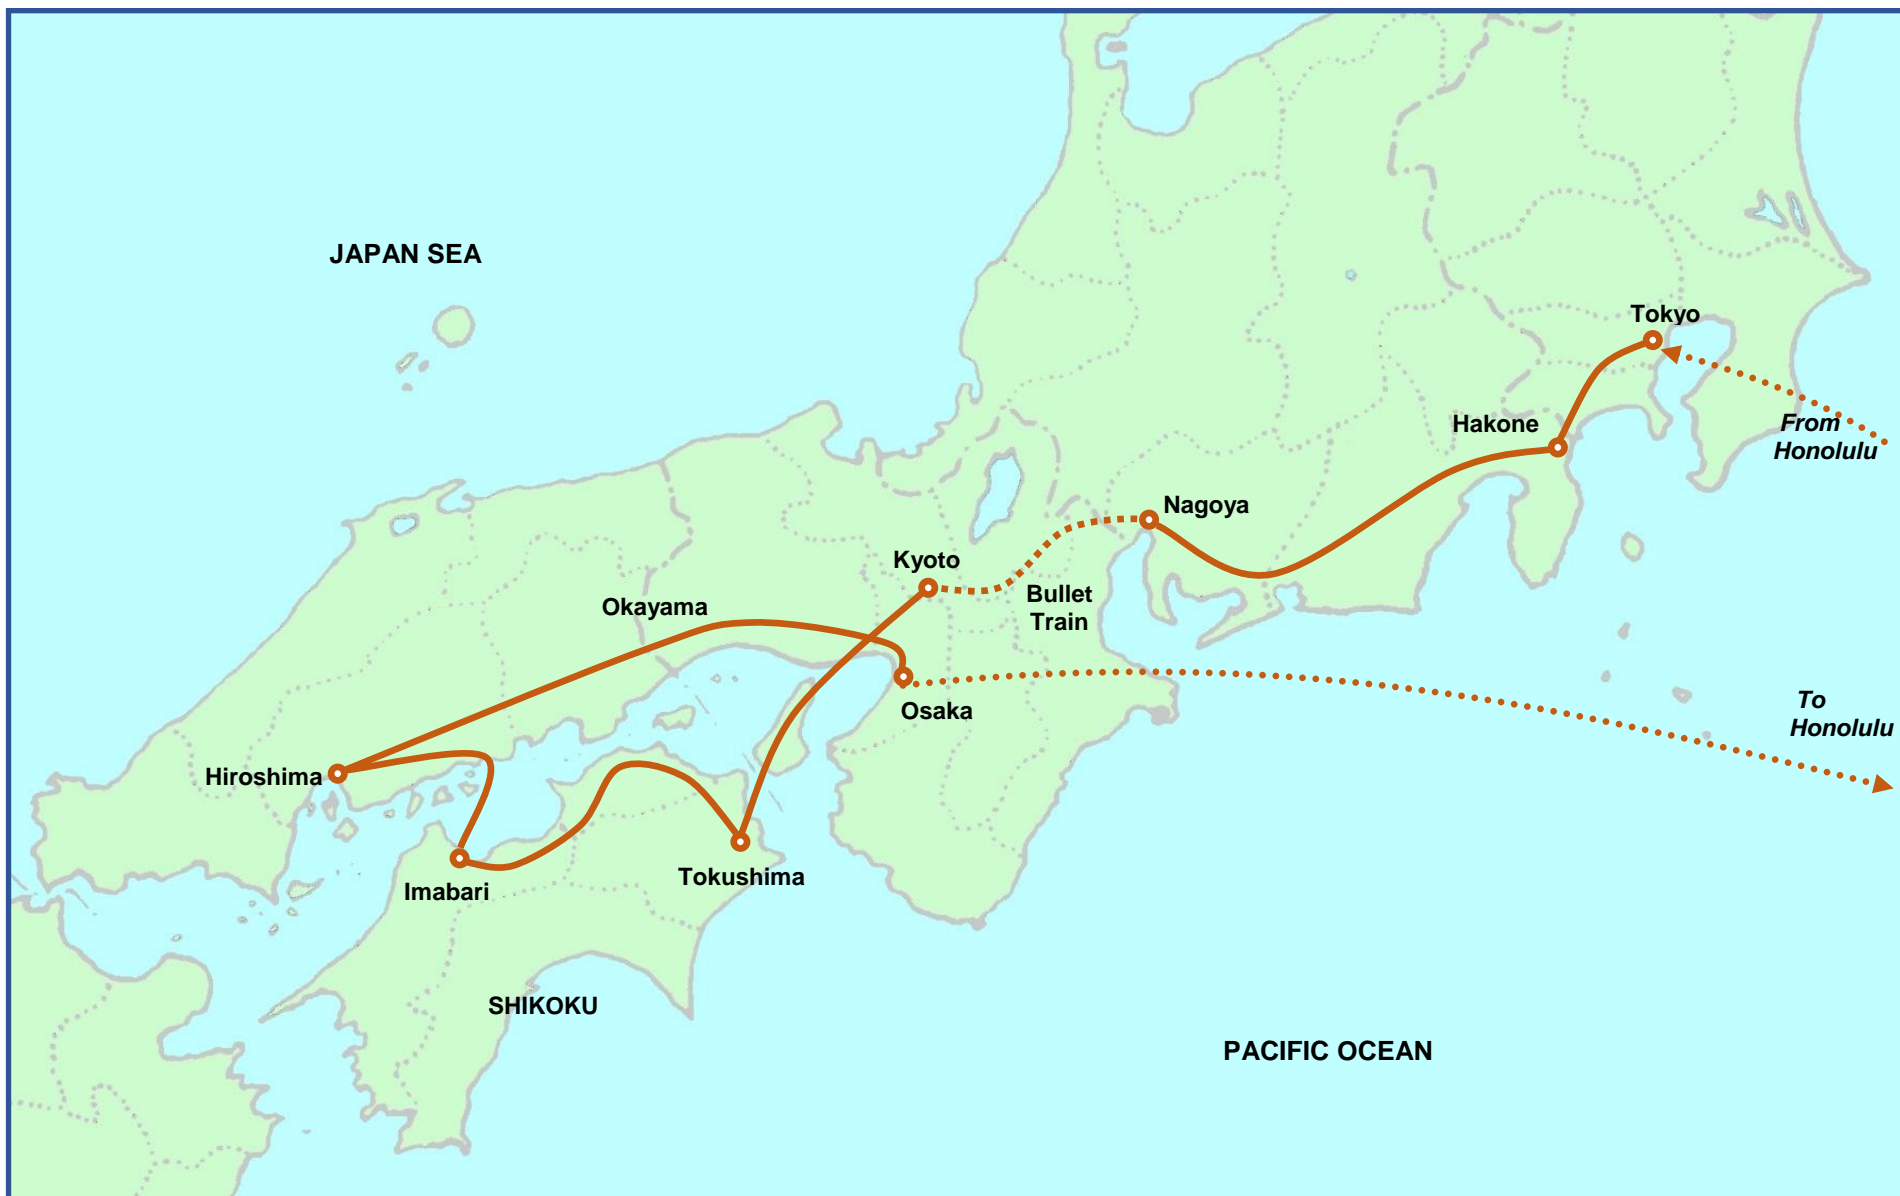 JAPAN SEA
Tokyo
From
Honolulu
Hakone
Nagoya
Kyoto
Bullet
Train
Okayama
Osaka
To
Honolulu
Hiroshima
Imabari
Tokushima
SHIKOKU
PACIFIC OCEAN